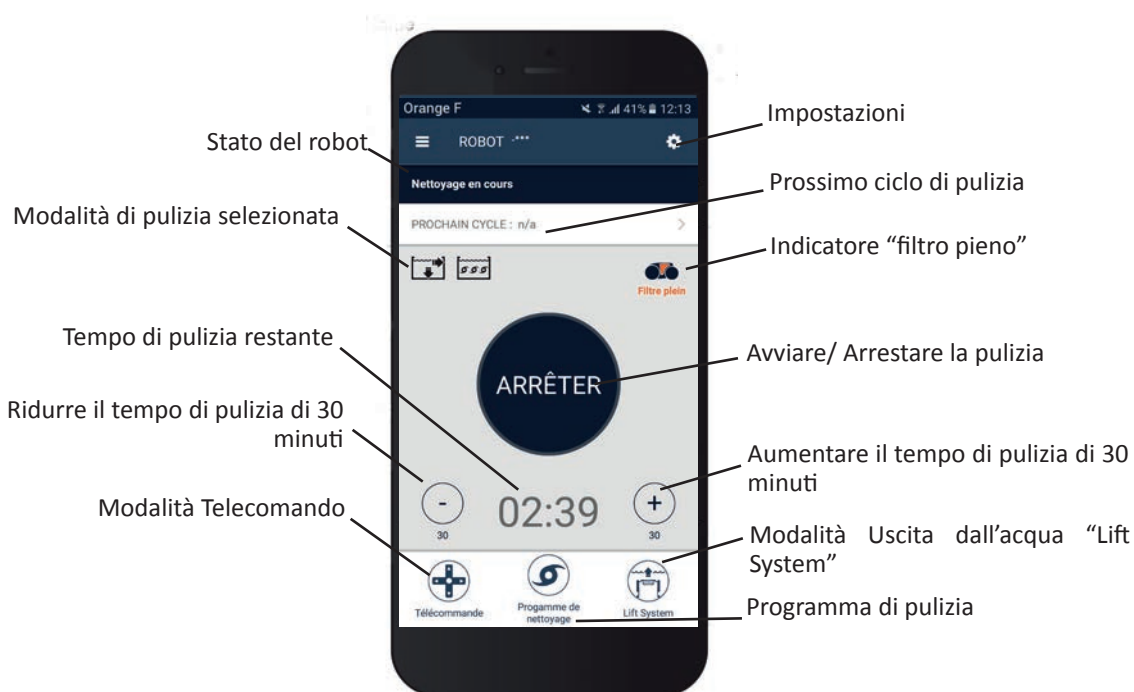 Orange F 41% 12:13
ROBOT -***
Nettoyage en cours
PROCHAIN CYCLE : n/a
Filtre plein
ARRÊTER
-
30
02:39
+
30
Télécommande
Progamme de
nettoyage
Lift System
Stato del robot
Modalità di pulizia selezionata
Tempo di pulizia restante
Ridurre il tempo di pulizia di 30
minuti
Modalità Telecomando
Impostazioni
Prossimo ciclo di pulizia
Indicatore “filtro pieno”
Avviare/ Arrestare la pulizia
Aumentare il tempo di pulizia di 30
minuti
Modalità Uscita dall’acqua “Lift
System”
Programma di pulizia